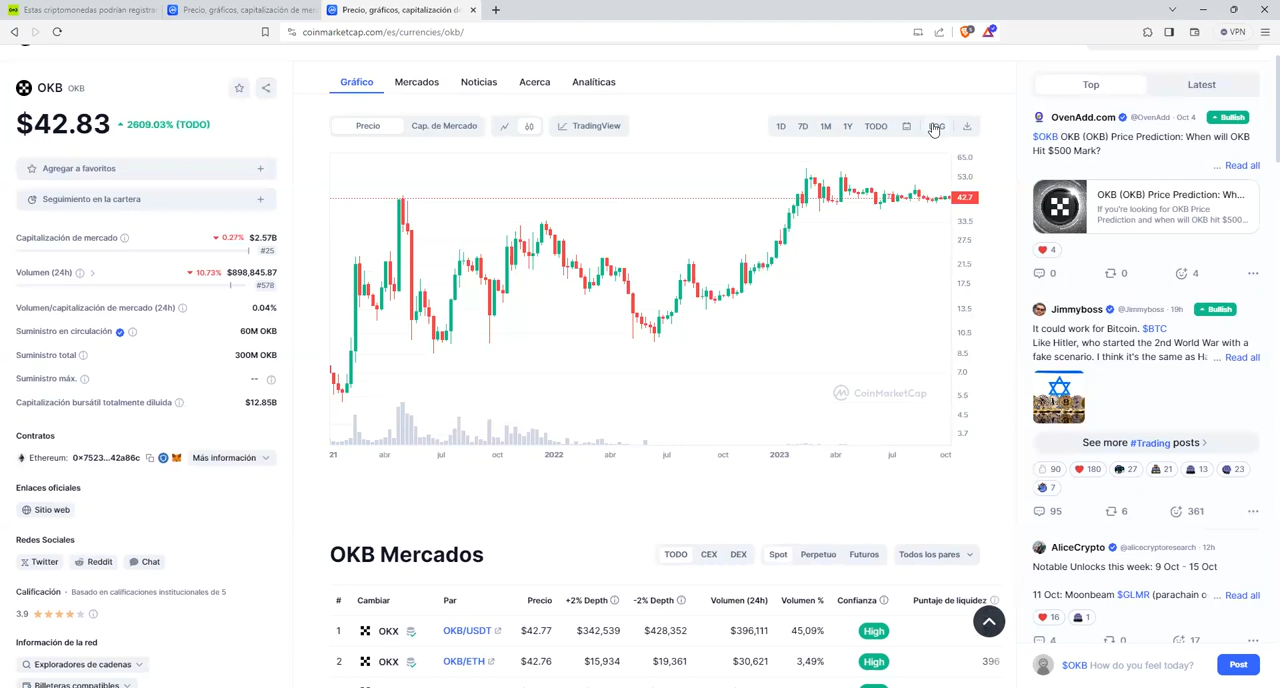 Estas criptomonedas podrían registra
Precio, gráficos, capitalización de me
Precio, gráficos, capitalización d
coinmarketcap.com/es/currencies/okb/
VPN
OKB OKB
$42.83 2609.03% (TODO)
Agregar a favoritos
Seguimiento en la cartera
Capitalización de mercado 0.27% $2.57B
#25
Volumen (24h) 10.73% $898,845.87
#578
Volumen/capitalización de mercado (24h) 0.04%
Suministro en circulación 60M OKB
Suministro total 300M OKB
Suministro máx. --
Capitalización bursátil totalmente diluida $12.85B
Contratos
Ethereum: 0x7523...42a86c Más información
Enlaces oficiales
Sitio web
Redes Sociales
Twitter Reddit Chat
Calificación · Basado en calificaciones institucionales de 5
3.9
Información de la red
Exploradores de cadenas
Billeteras compatibles
Gráfico Mercados Noticias Acerca Analíticas
Precio Cap. de Mercado TradingView
1D 7D 1M 1Y TODO
65.0
53.0
42.7
33.5
27.5
21.5
17.5
13.5
10.5
8.5
7.0
5.5
4.5
3.7
CoinMarketCap
21 abr jul oct 2022 abr jul oct 2023 abr jul oct
OKB Mercados
TODO CEX DEX Spot Perpetuo Futuros Todos los pares
# Cambiar Par Precio +2% Depth -2% Depth Volumen (24h) Volumen % Confianza Puntaje de liquidez
1 OKX OKB/USDT $42.77 $342,539 $428,352 $396,111 45,09% High
2 OKX OKB/ETH $42.76 $15,934 $19,361 $30,621 3,49% High 396
Top Latest
OvenAdd.com @OvenAdd · Oct 4 Bullish
$OKB OKB (OKB) Price Prediction: When will OKB
Hit $500 Mark?
... Read all
OKB (OKB) Price Prediction: Wh...
If you're looking for OKB Price
Prediction and when will OKB hit $500...
4
0 0 4
Jimmyboss @Jimmyboss · 19h Bullish
It could work for Bitcoin. $BTC
Like Hitler, who started the 2nd World War with a
fake scenario. I think it's the same as Ha ... Read all
See more #Trading posts
90 180 27 21 13 23
7
95 6 361
AliceCrypto @alicecryptoresearch · 12h
Notable Unlocks this week: 9 Oct - 15 Oct
11 Oct: Moonbeam $GLMR (parachain o ... Read all
16 1
4 0 17
$OKB How do you feel today? Post